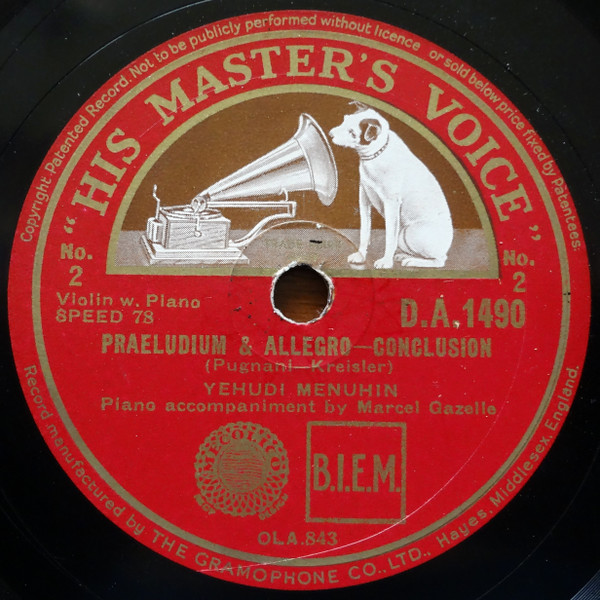 Copyright. Patented Record. Not to be publicly performed without licence or sold below price fixed by Patentees:
"HIS MASTER'S VOICE"
No. 2
No. 2
Violin w. Piano
SPEED 78
D.A.1490
PRAELUDIUM & ALLEGRO—CONCLUSION
(Pugnani—Kreisler)
YEHUDI MENUHIN
Piano accompaniment by Marcel Gazelle
B.I.E.M.
OLA.843
Record manufactured by THE GRAMOPHONE CO., LTD., Hayes, Middlesex, England.